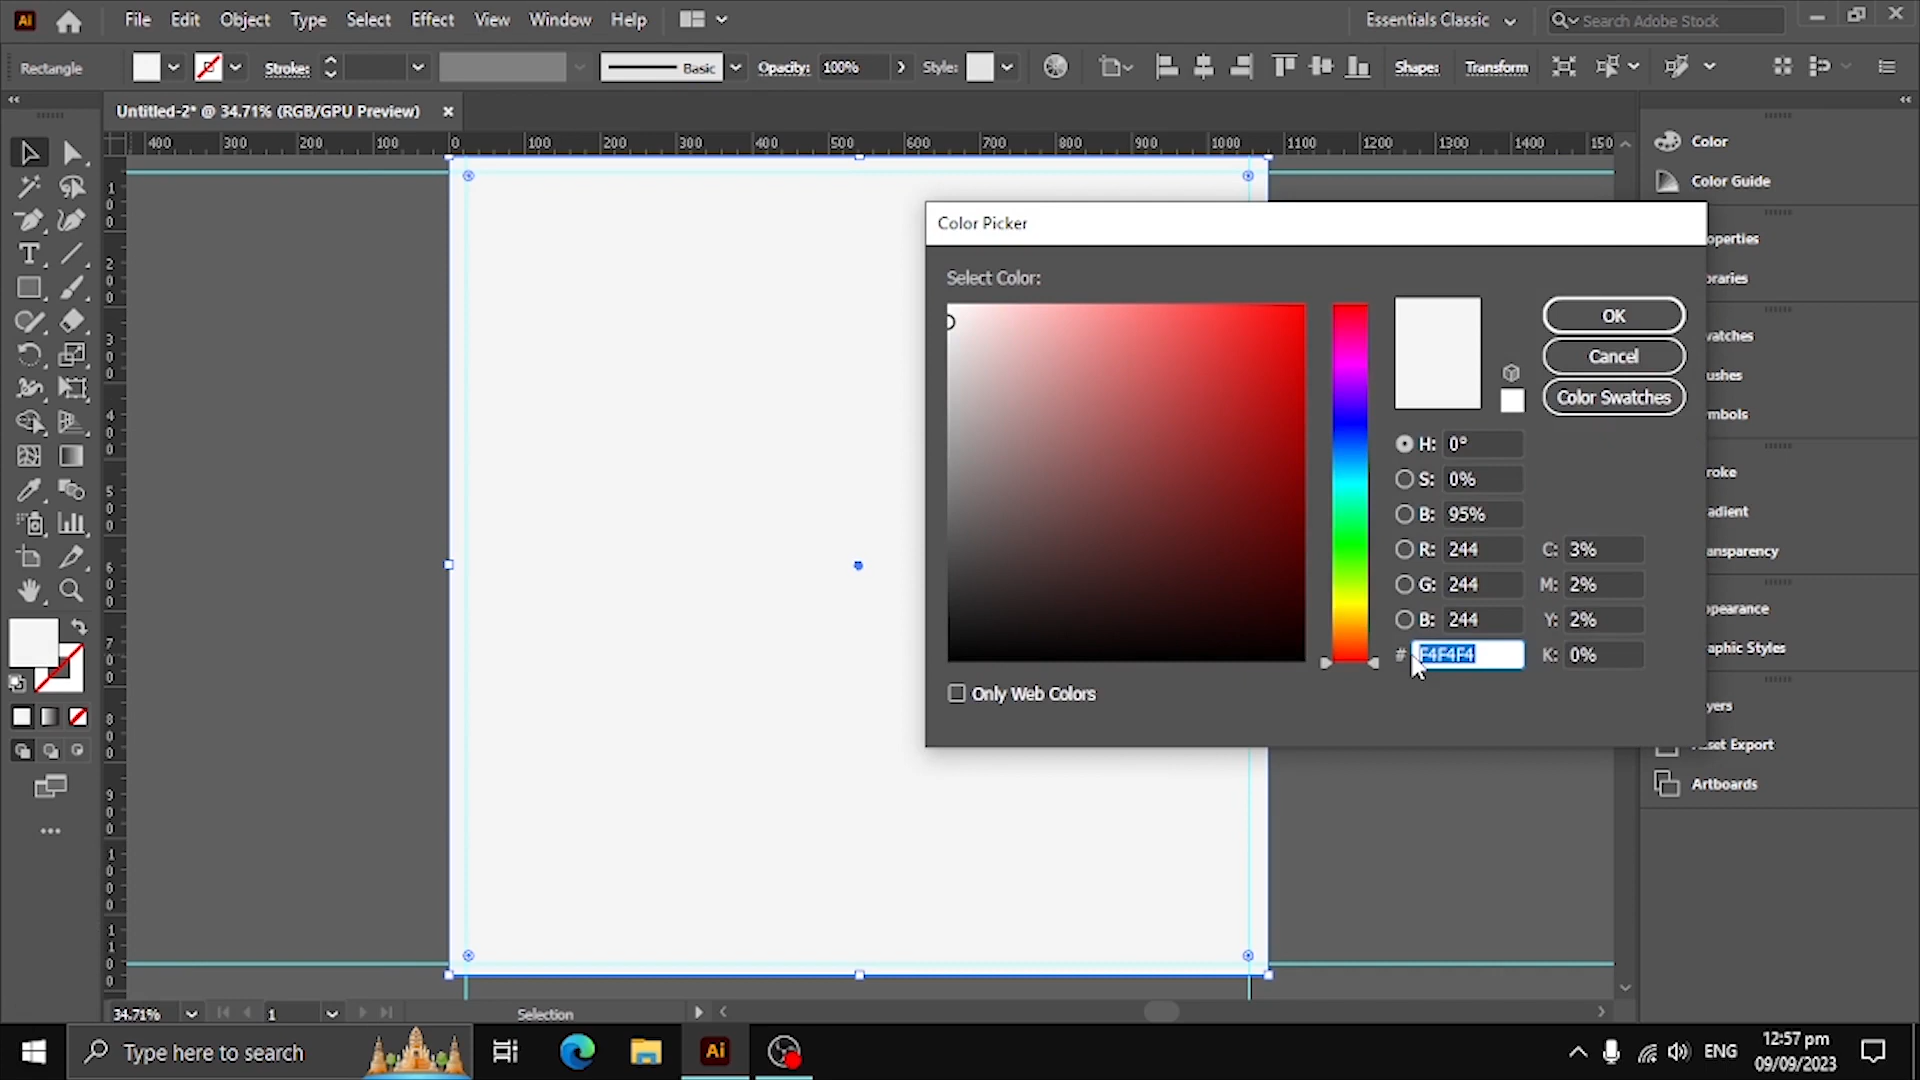 Ai File Edit Object Type Select Effect View Window Help Essentials Classic Search Adobe Stock
Rectangle Stroke: Basic Opacity: 100% Style: Shape: Transform
Untitled-2* @ 34.71% (RGB/GPU Preview)
400 300 200 100 0 100 200 300 400 500 600 700 800 900 1000 1100 1200 1300 1400 150
Color
Color Guide
Color Picker
operties
Select Color:
braries
OK
watches
Cancel
ushes
Color Swatches
mbols
H: 0°
S: 0%
roke
B: 95%
adient
R: 244 C: 3%
ansparency
G: 244 M: 2%
B: 244 Y: 2%
ppearance
# F4F4F4 K: 0%
aphic Styles
Only Web Colors
yers
sset Export
Artboards
34.71% 1 Selection
Type here to search Ai ENG 12:57 pm
09/09/2023